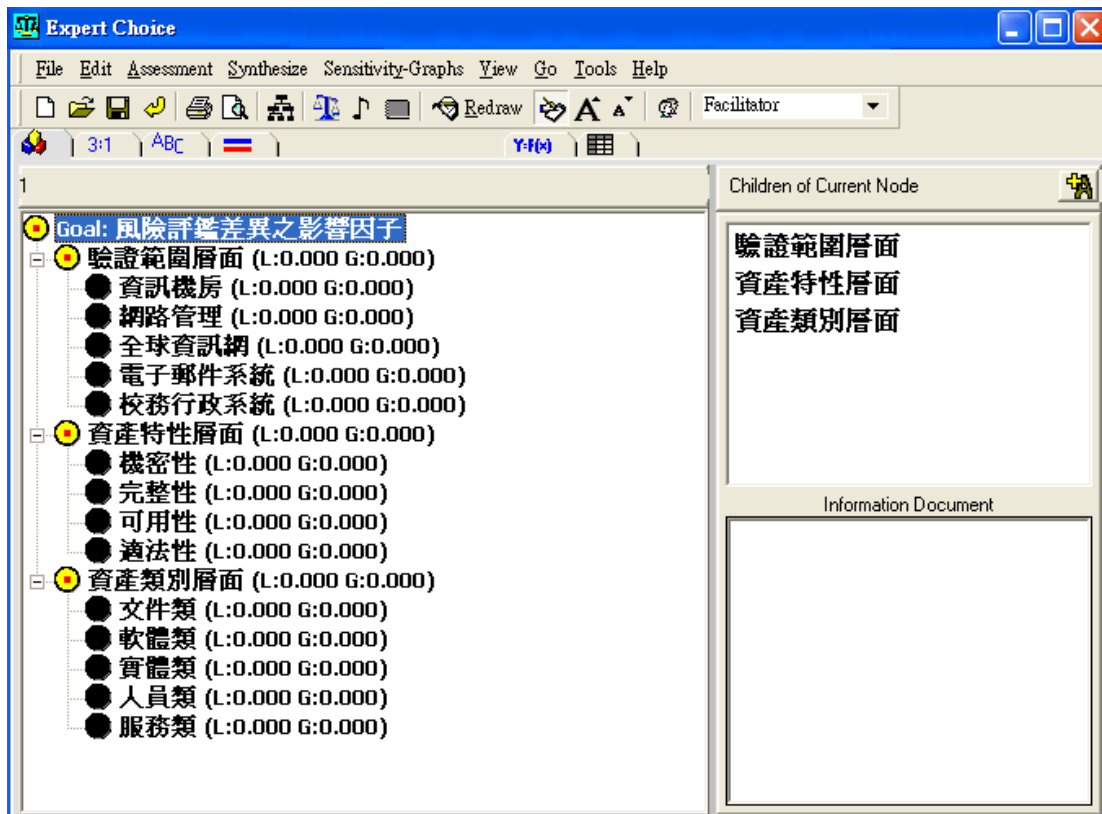 Expert Choice
File Edit Assessment Synthesize Sensitivity-Graphs View Go Tools Help
Redraw A A Facilitator
3:1 ABC Y=F(x)
1
Children of Current Node
Goal: 風險評鑑差異之影響因子
驗證範圍層面 (L:0.000 G:0.000)
資訊機房 (L:0.000 G:0.000)
網路管理 (L:0.000 G:0.000)
全球資訊網 (L:0.000 G:0.000)
電子郵件系統 (L:0.000 G:0.000)
校務行政系統 (L:0.000 G:0.000)
資產特性層面 (L:0.000 G:0.000)
機密性 (L:0.000 G:0.000)
完整性 (L:0.000 G:0.000)
可用性 (L:0.000 G:0.000)
適法性 (L:0.000 G:0.000)
資產類別層面 (L:0.000 G:0.000)
文件類 (L:0.000 G:0.000)
軟體類 (L:0.000 G:0.000)
實體類 (L:0.000 G:0.000)
人員類 (L:0.000 G:0.000)
服務類 (L:0.000 G:0.000)
驗證範圍層面
資產特性層面
資產類別層面
Information Document